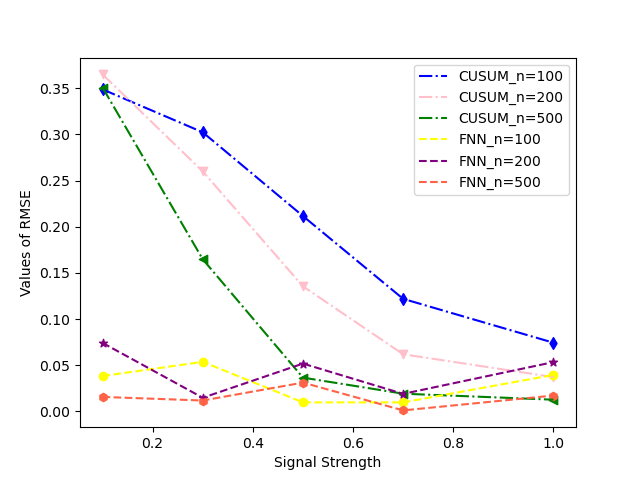 CUSUM_n=100
CUSUM_n=200
CUSUM_n=500
FNN_n=100
FNN_n=200
FNN_n=500
Values of RMSE
0.35
0.30
0.25
0.20
0.15
0.10
0.05
0.00
0.2 0.4 0.6 0.8 1.0
Signal Strength